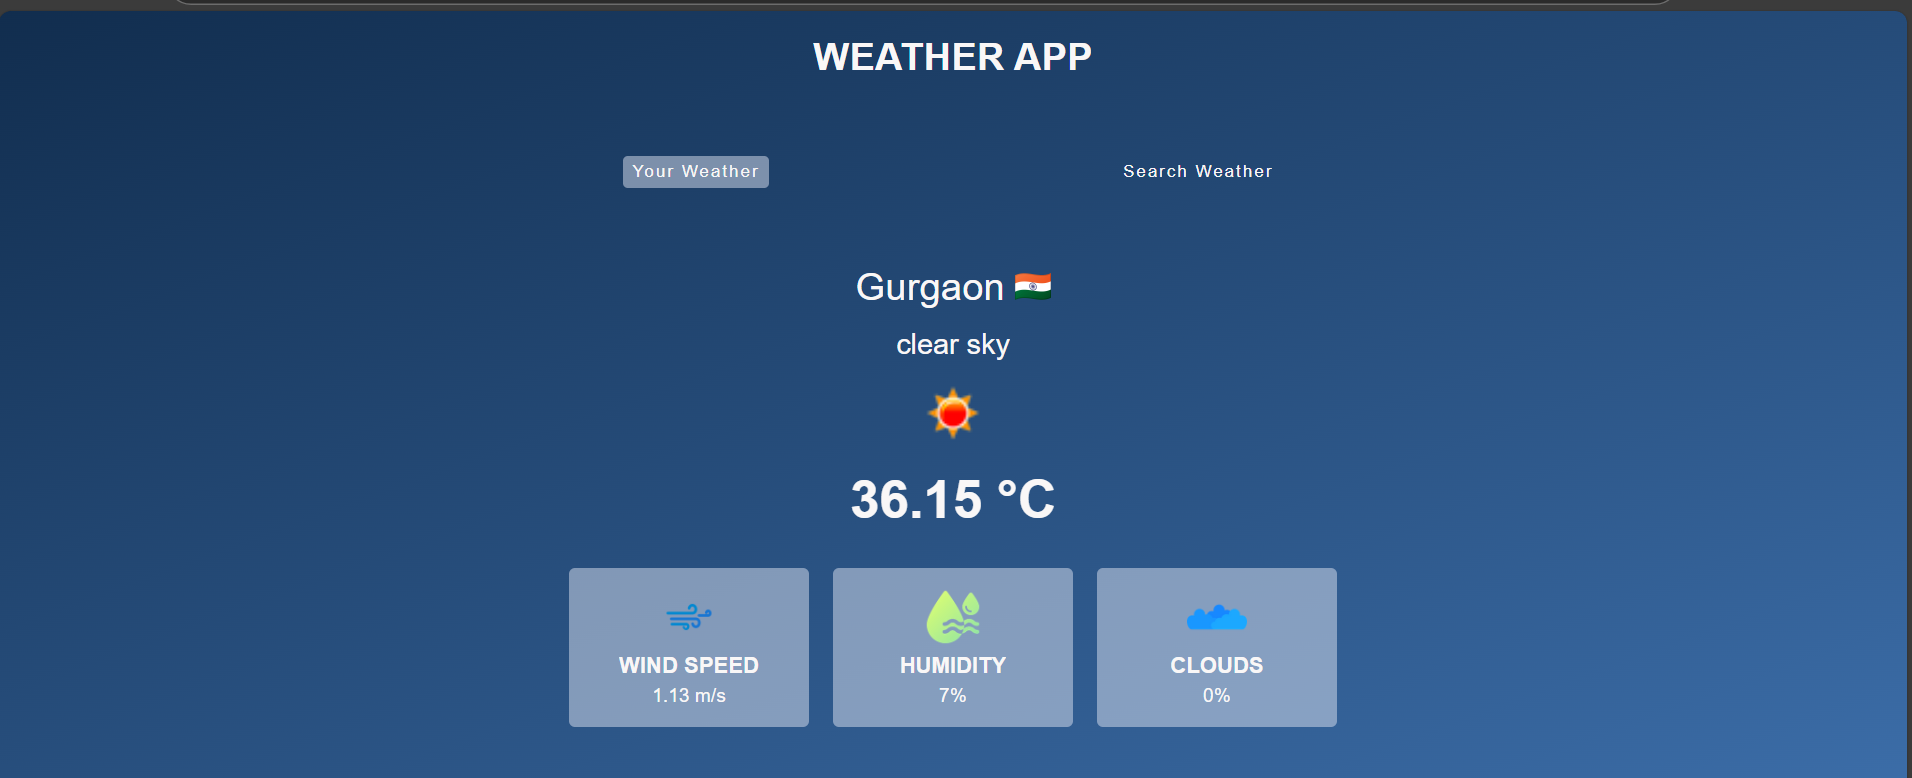 WEATHER APP
Your Weather
Search Weather
Gurgaon
clear sky
36.15 °C
WIND SPEED
1.13 m/s
HUMIDITY
7%
CLOUDS
0%